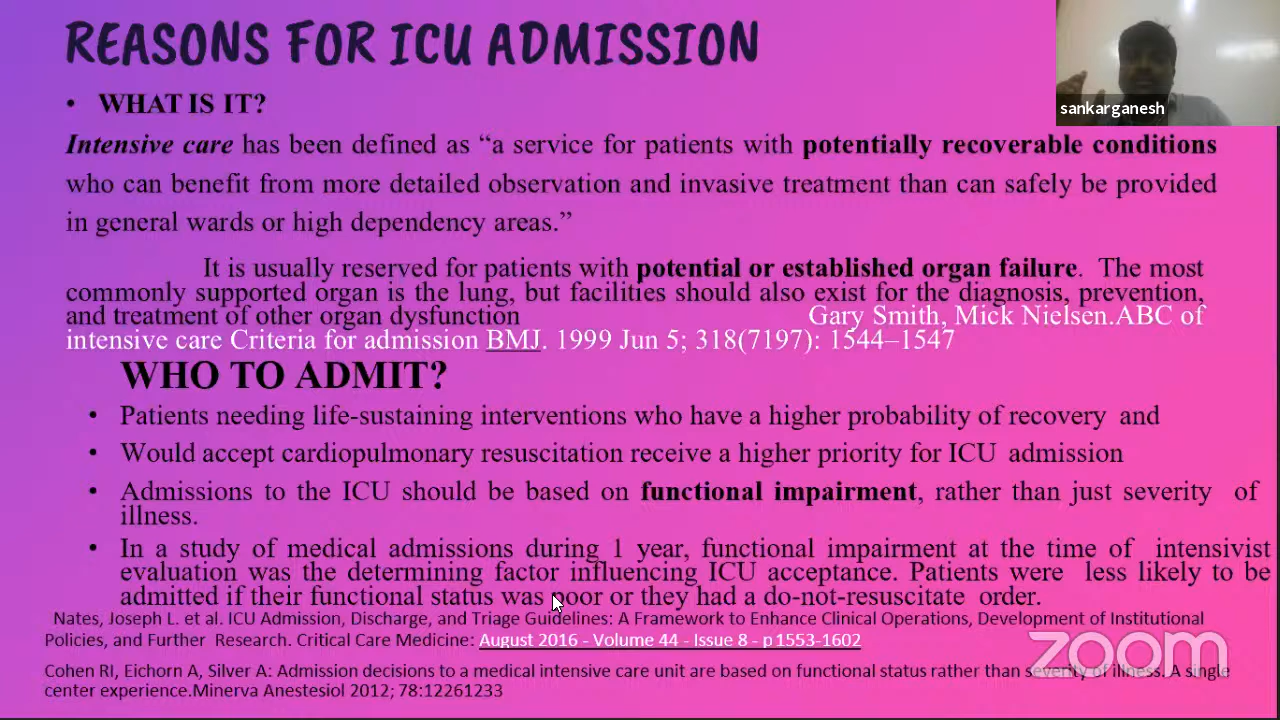 REASONS FOR ICU ADMISSION
sankarganesh
• WHAT IS IT?
Intensive care has been defined as “a service for patients with potentially recoverable conditions
who can benefit from more detailed observation and invasive treatment than can safely be provided
in general wards or high dependency areas.”
It is usually reserved for patients with potential or established organ failure. The most
commonly supported organ is the lung, but facilities should also exist for the diagnosis, prevention,
and treatment of other organ dysfunction Gary Smith, Mick Nielsen.ABC of
intensive care Criteria for admission BMJ. 1999 Jun 5; 318(7197): 1544–1547
WHO TO ADMIT?
• Patients needing life-sustaining interventions who have a higher probability of recovery and
• Would accept cardiopulmonary resuscitation receive a higher priority for ICU admission
• Admissions to the ICU should be based on functional impairment, rather than just severity of
illness.
• In a study of medical admissions during 1 year, functional impairment at the time of intensivist
evaluation was the determining factor influencing ICU acceptance. Patients were less likely to be
admitted if their functional status was poor or they had a do-not-resuscitate order.
Nates, Joseph L. et al. ICU Admission, Discharge, and Triage Guidelines: A Framework to Enhance Clinical Operations, Development of Institutional
Policies, and Further Research. Critical Care Medicine: August 2016 - Volume 44 - Issue 8 - p 1553-1602
Cohen RI, Eichorn A, Silver A: Admission decisions to a medical intensive care unit are based on functional status rather than severity of illness. A single
center experience.Minerva Anestesiol 2012; 78:12261233
zoom